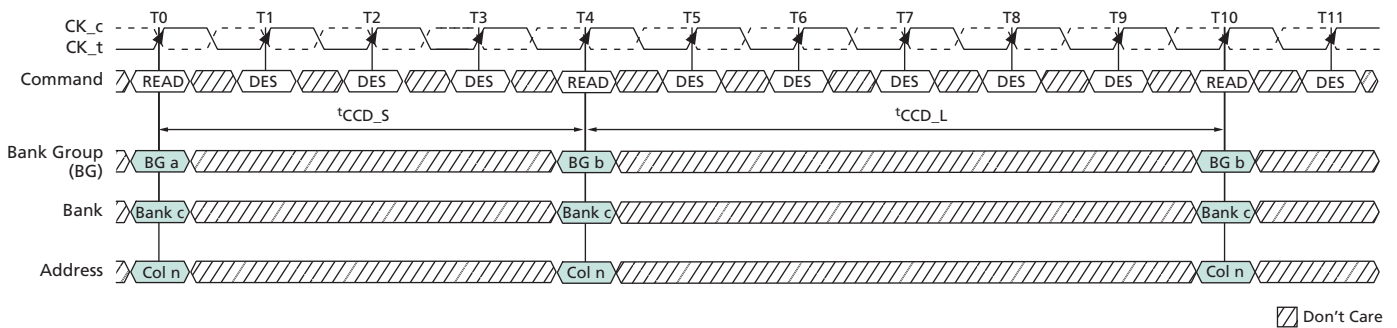 T0 T1 T2 T3 T4 T5 T6 T7 T8 T9 T10 T11
CK_c
CK_t
Command READ DES DES DES READ DES DES DES DES DES READ DES
tCCD_S tCCD_L
Bank Group
(BG)
BG a BG b BG b
Bank Bank c Bank c Bank c
Address Col n Col n Col n
Don't Care